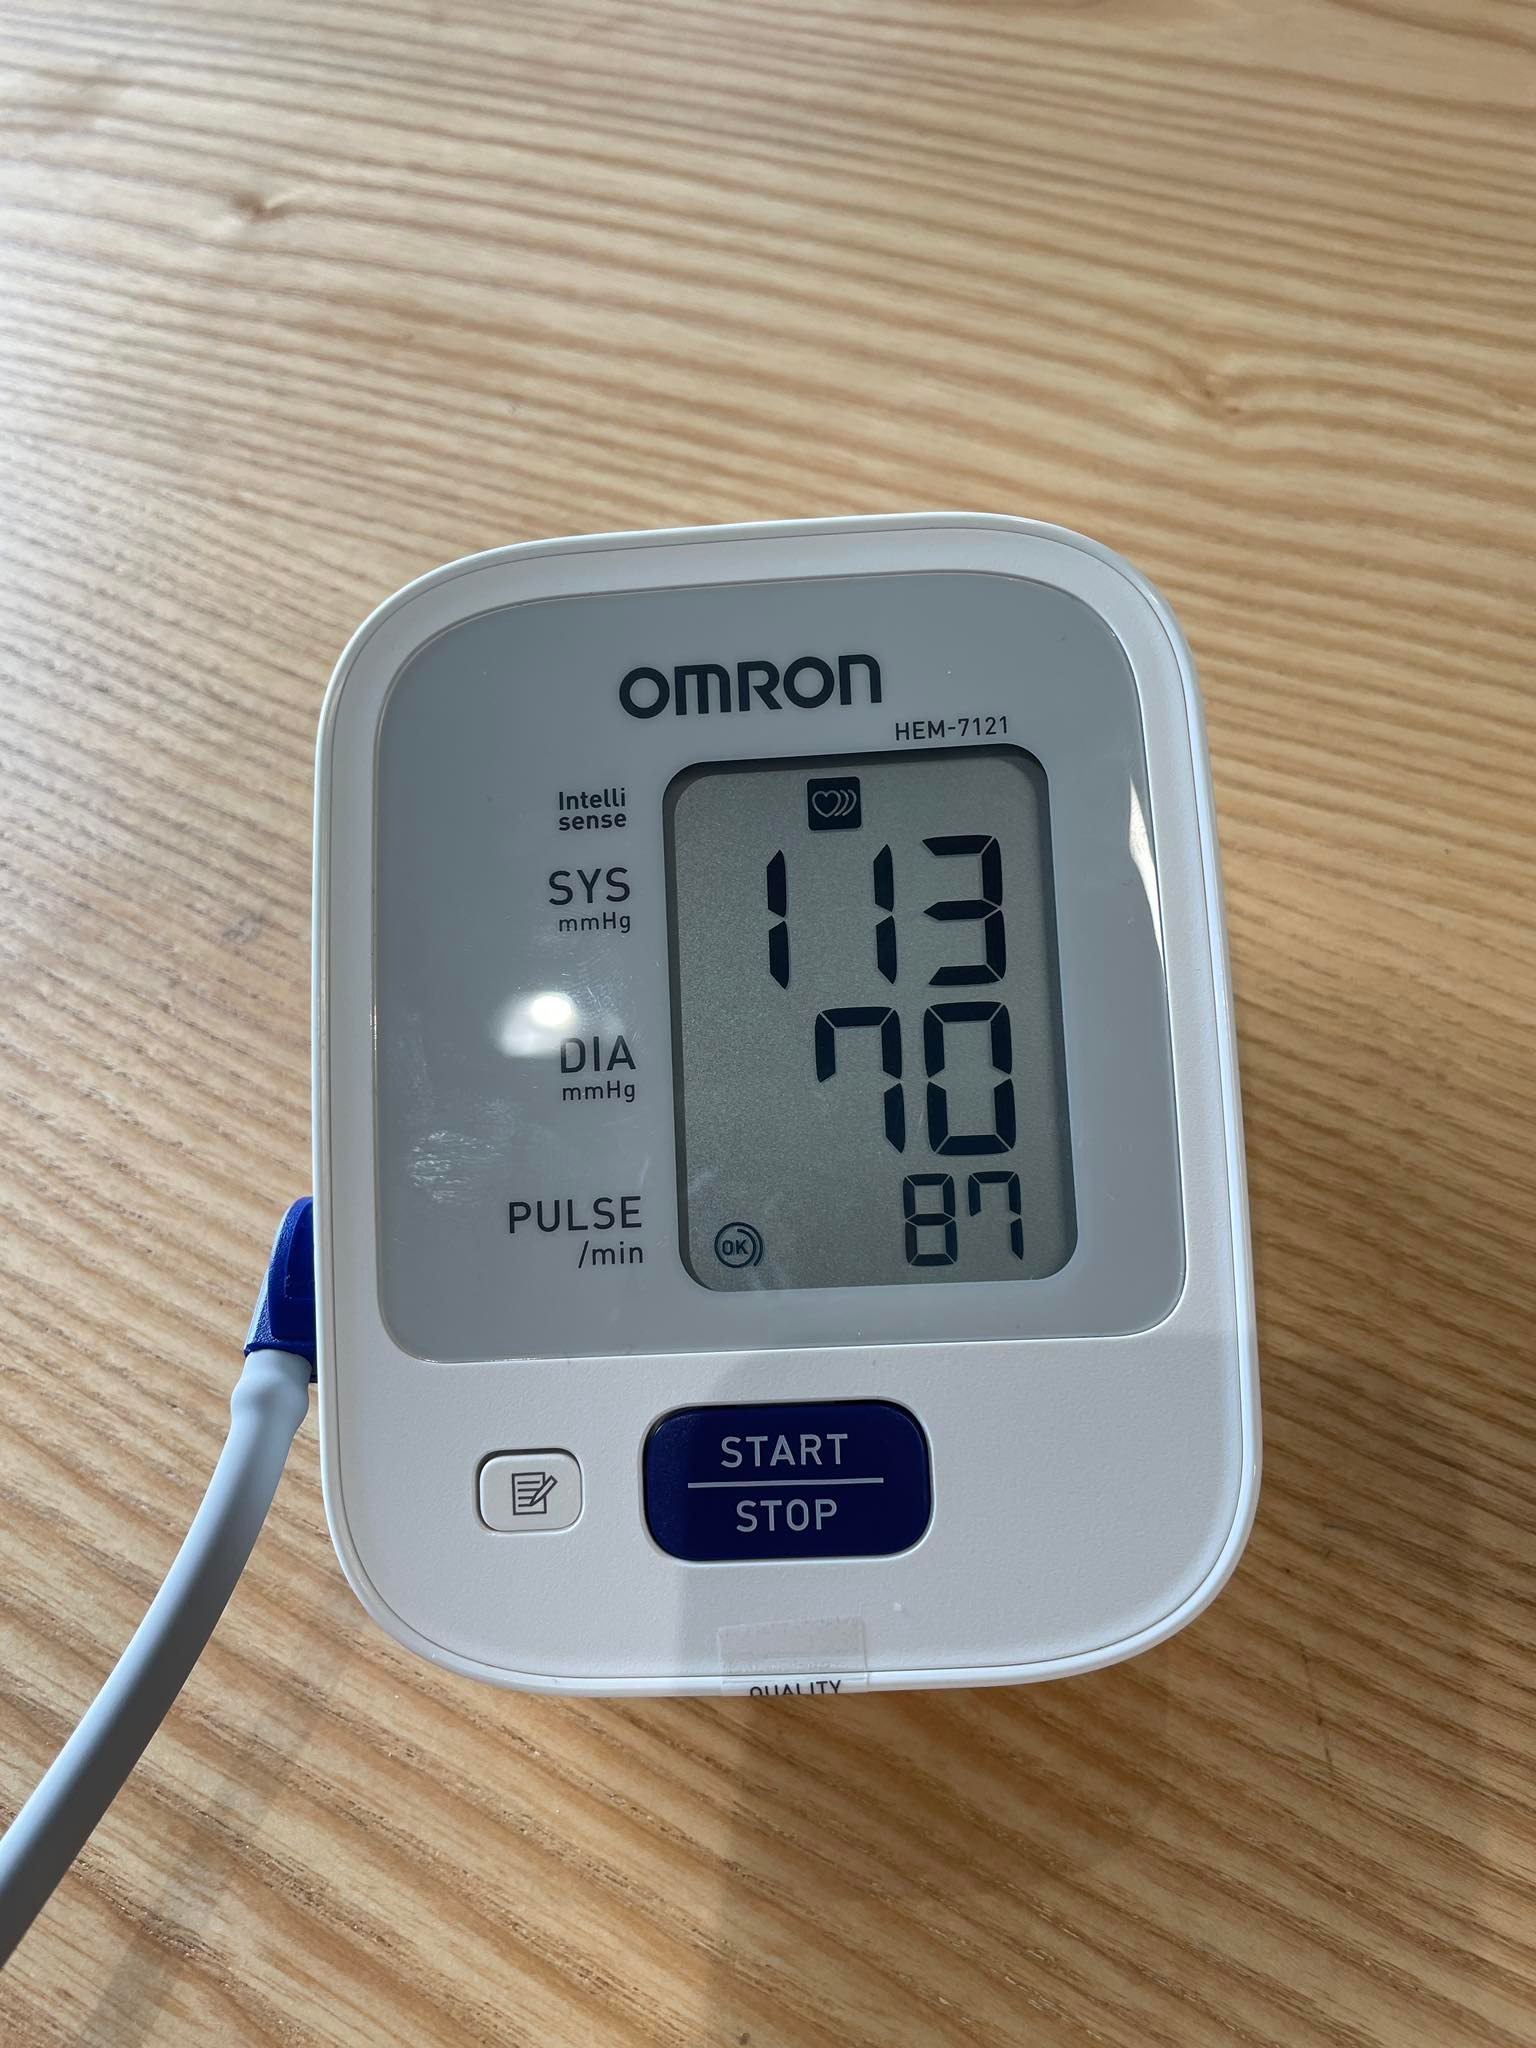 OMRON
HEM-7121
Intelli
sense
SYS
mmHg
113
DIA
mmHg
70
PULSE
/min
OK
87
START
STOP
QUALITY